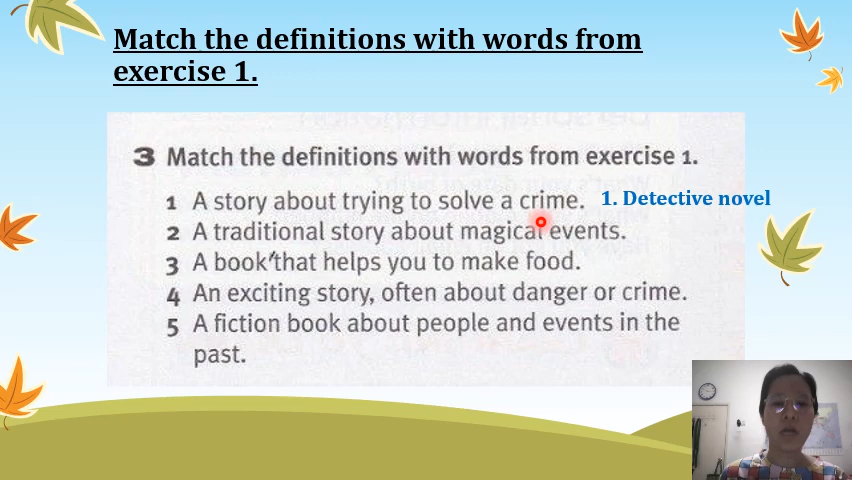 Match the definitions with words from
exercise 1.
3 Match the definitions with words from exercise 1.
1 A story about trying to solve a crime. 1. Detective novel
2 A traditional story about magical events.
3 A book that helps you to make food.
4 An exciting story, often about danger or crime.
5 A fiction book about people and events in the
past.